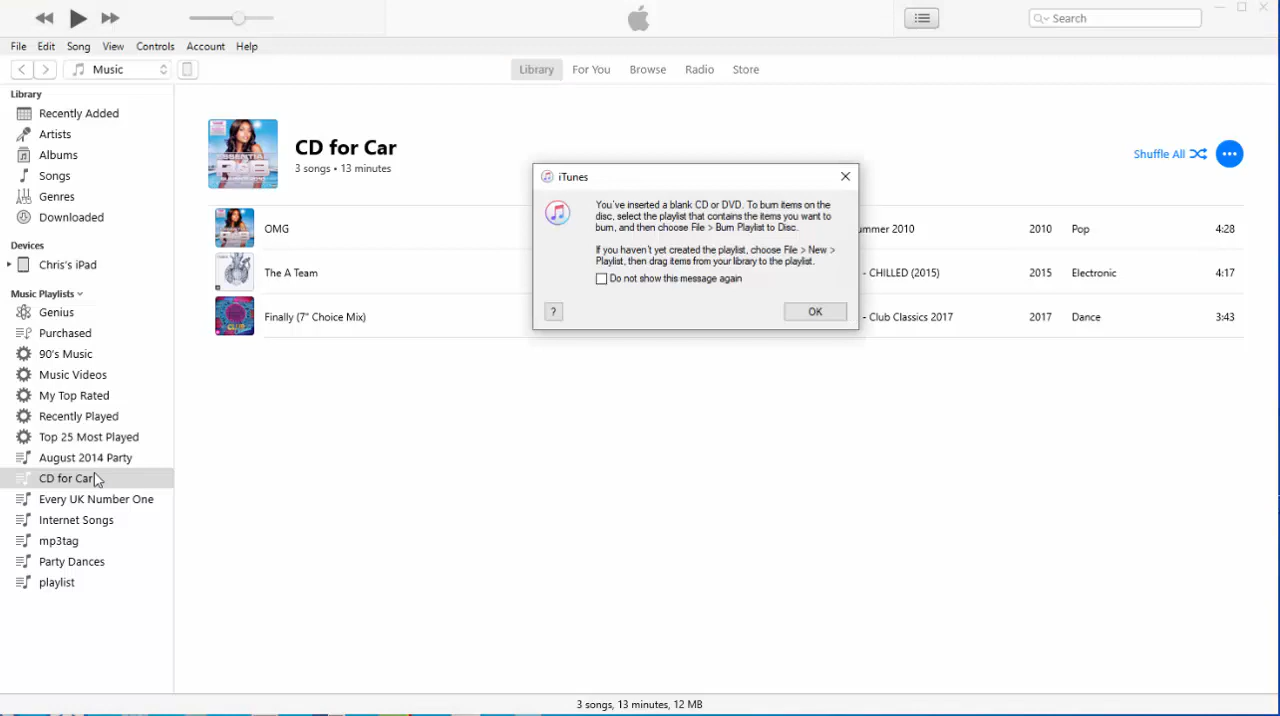 Search
File Edit Song View Controls Account Help
Music Library For You Browse Radio Store
Library
Recently Added
Artists
Albums
Songs
Genres
Downloaded
Devices
Chris's iPad
Music Playlists
Genius
Purchased
90's Music
Music Videos
My Top Rated
Recently Played
Top 25 Most Played
August 2014 Party
CD for Car
Every UK Number One
Internet Songs
mp3tag
Party Dances
playlist
ESSENTIAL
R&B
CD for Car
3 songs • 13 minutes
Shuffle All
OMG ummer 2010 2010 Pop 4:28
The A Team - CHILLED (2015) 2015 Electronic 4:17
Finally (7" Choice Mix) - Club Classics 2017 2017 Dance 3:43
iTunes
You've inserted a blank CD or DVD. To burn items on the
disc, select the playlist that contains the items you want to
burn, and then choose File > Burn Playlist to Disc.
If you haven't yet created the playlist, choose File > New >
Playlist, then drag items from your library to the playlist.
Do not show this message again
? OK
3 songs, 13 minutes, 12 MB